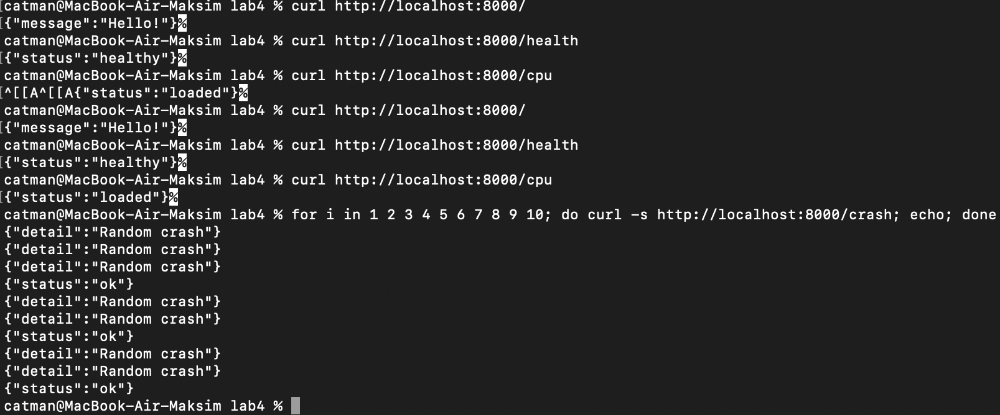 [catman@MacBook-Air-Maksim lab4 % curl http://localhost:8000/
[{"message":"Hello!"}%
catman@MacBook-Air-Maksim lab4 % curl http://localhost:8000/health
[{"status":"healthy"}%
catman@MacBook-Air-Maksim lab4 % curl http://localhost:8000/cpu
[^[[A^[[A{"status":"loaded"}%
catman@MacBook-Air-Maksim lab4 % curl http://localhost:8000/
[{"message":"Hello!"}%
catman@MacBook-Air-Maksim lab4 % curl http://localhost:8000/health
[{"status":"healthy"}%
catman@MacBook-Air-Maksim lab4 % curl http://localhost:8000/cpu
[{"status":"loaded"}%
catman@MacBook-Air-Maksim lab4 % for i in 1 2 3 4 5 6 7 8 9 10; do curl -s http://localhost:8000/crash; echo; done
{"detail":"Random crash"}
{"detail":"Random crash"}
{"detail":"Random crash"}
{"status":"ok"}
{"detail":"Random crash"}
{"detail":"Random crash"}
{"status":"ok"}
{"detail":"Random crash"}
{"detail":"Random crash"}
{"status":"ok"}
catman@MacBook-Air-Maksim lab4 %